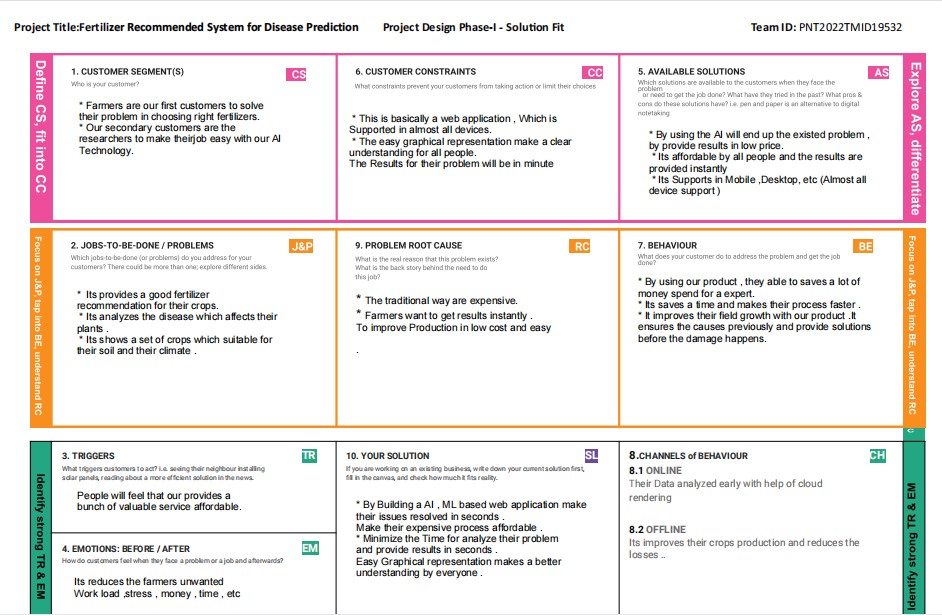 Project Title:Fertilizer Recommended System for Disease Prediction Project Design Phase-I - Solution Fit Team ID: PNT2022TMID19532
Define CS, fit into CC
1. CUSTOMER SEGMENT(S)
CS
Who is your customer?
* Farmers are our first customers to solve
their problem in choosing right fertilizers.
* Our secondary customers are the
researchers to make theirjob easy with our AI
Technology.
6. CUSTOMER CONSTRAINTS
CC
What constraints prevent your customers from taking action or limit their choices
* This is basically a web application , Which is
Supported in almost all devices.
* The easy graphical representation make a clear
understanding for all people.
The Results for their problem will be in minute
5. AVAILABLE SOLUTIONS
AS
Which solutions are available to the customers when they face the
problem
or need to get the job done? What have they tried in the past? What pros &
cons do these solutions have? i.e. pen and paper is an alternative to digital
notetaking
* By using the AI will end up the existed problem ,
by provide results in low price.
* Its affordable by all people and the results are
provided instantly
* Its Supports in Mobile ,Desktop, etc (Almost all
device support )
Explore AS, differentiate
Focus on J&P, tap into BE, understand RC
2. JOBS-TO-BE-DONE / PROBLEMS
J&P
Which jobs-to-be-done (or problems) do you address for your
customers? There could be more than one; explore different sides.
* Its provides a good fertilizer
recommendation for their crops.
* Its analyzes the disease which affects their
plants .
* Its shows a set of crops which suitable for
their soil and their climate .
9. PROBLEM ROOT CAUSE
RC
What is the real reason that this problem exists?
What is the back story behind the need to do
this job?
* The traditional way are expensive.
* Farmers want to get results instantly .
To improve Production in low cost and easy
.
7. BEHAVIOUR
BE
What does your customer do to address the problem and get the job
done?
* By using our product , they able to saves a lot of
money spend for a expert.
* Its saves a time and makes their process faster .
* It improves their field growth with our product .It
ensures the causes previously and provide solutions
before the damage happens.
Focus on J&P, tap into BE, understand RC
Identify strong TR & EM
3. TRIGGERS
TR
What triggers customers to act? i.e. seeing their neighbour installing
solar panels, reading about a more efficient solution in the news.
People will feel that our provides a
bunch of valuable service affordable.
4. EMOTIONS: BEFORE / AFTER
EM
How do customers feel when they face a problem or a job and afterwards?
Its reduces the farmers unwanted
Work load ,stress , money , time , etc
10. YOUR SOLUTION
SL
If you are working on an existing business, write down your current solution first,
fill in the canvas, and check how much it fits reality.
* By Building a AI , ML based web application make
their issues resolved in seconds .
Make their expensive process affordable .
* Minimize the Time for analyze their problem
and provide results in seconds .
Easy Graphical representation makes a better
understanding by everyone .
8.CHANNELS of BEHAVIOUR
CH
8.1 ONLINE
Their Data analyzed early with help of cloud
rendering
8.2 OFFLINE
Its improves their crops production and reduces the
losses ..
Identify strong TR & EM